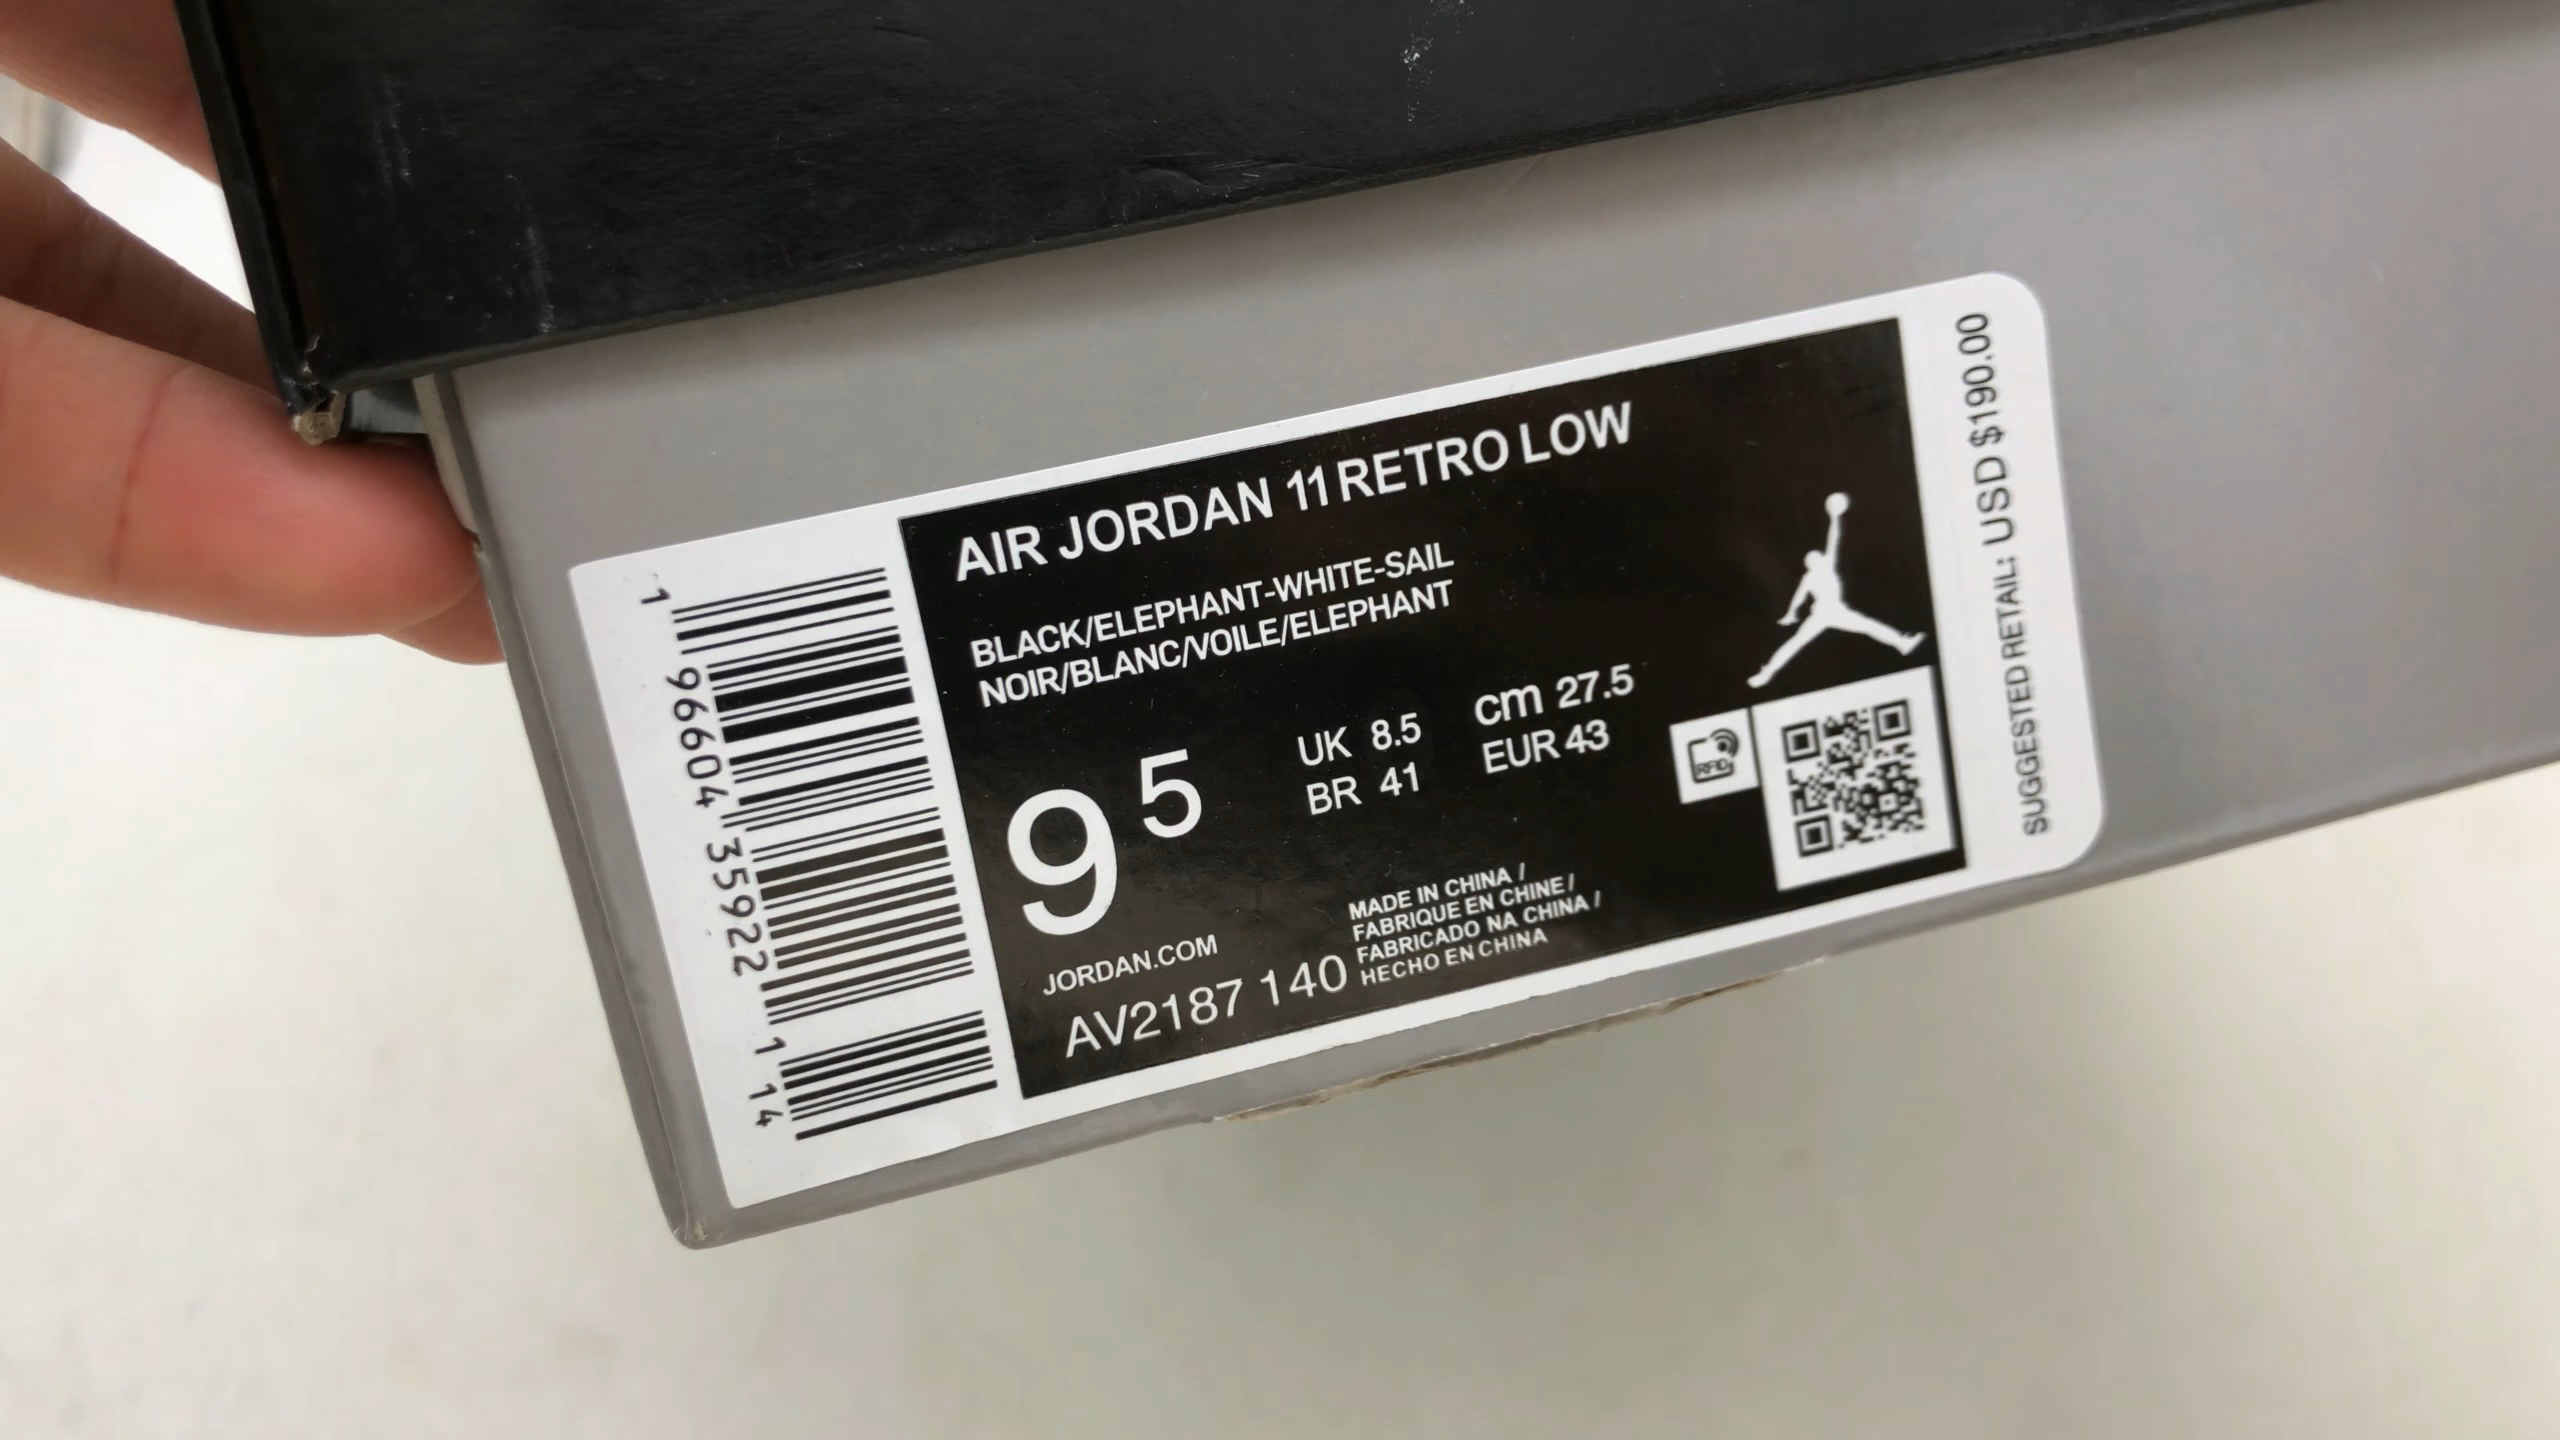 AIR JORDAN 11 RETRO LOW
BLACK/ELEPHANT-WHITE-SAIL
NOIR/BLANC/VOILE/ELEPHANT
9 5
UK 8.5
BR 41
cm 27.5
EUR 43
JORDAN.COM
AV2187 140
MADE IN CHINA /
FABRIQUE EN CHINE /
FABRICADO NA CHINA /
HECHO EN CHINA
RFID
SUGGESTED RETAIL: USD $190.00
1 96604 35922 1 14